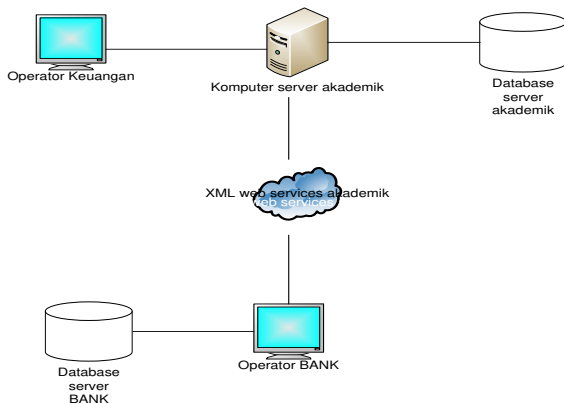 Operator Keuangan
Komputer server akademik
Database
server
akademik
XML web services akademik
web services
Operator BANK
Database
server
BANK